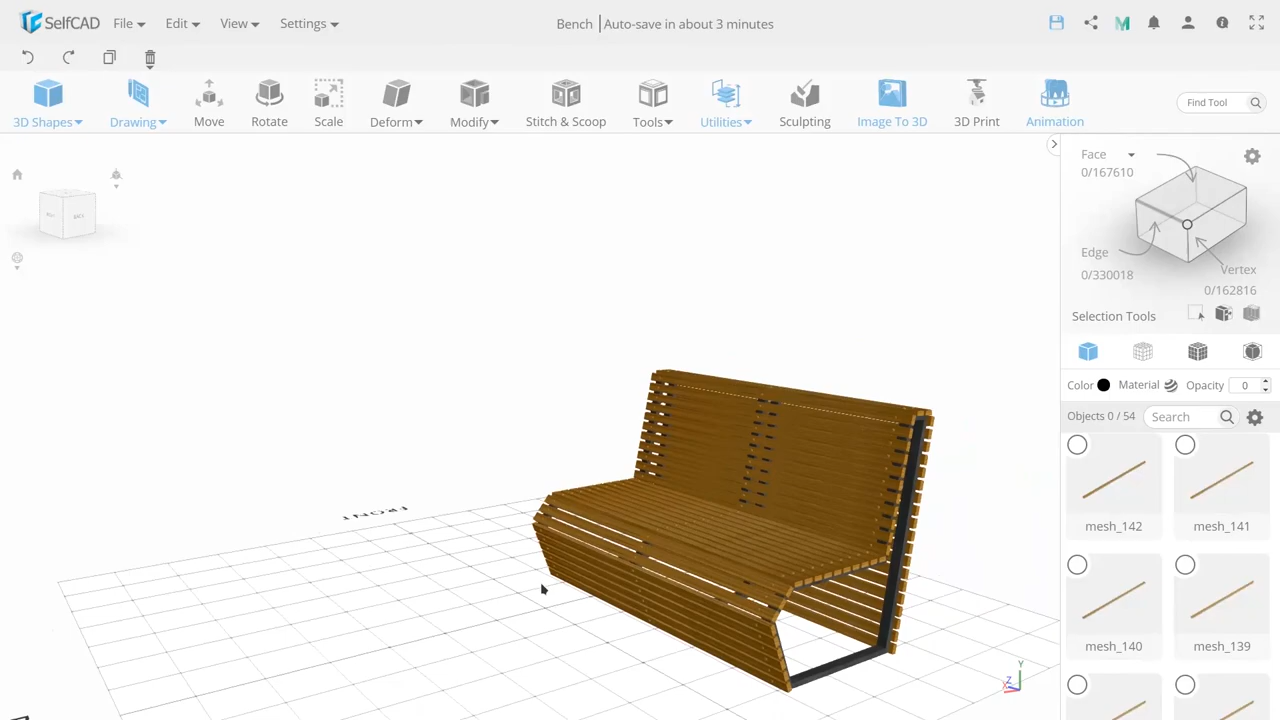 SelfCAD File Edit View Settings Bench Auto-save in about 3 minutes
3D Shapes Drawing Move Rotate Scale Deform Modify Stitch & Scoop Tools Utilities Sculpting Image To 3D 3D Print Animation Find Tool
Face
0/167610
Edge
0/330018
Vertex
0/162816
Selection Tools
Color Material Opacity 0
Objects 0 / 54 Search
mesh_142 mesh_141
mesh_140 mesh_139
FRONT
Y
Z
X